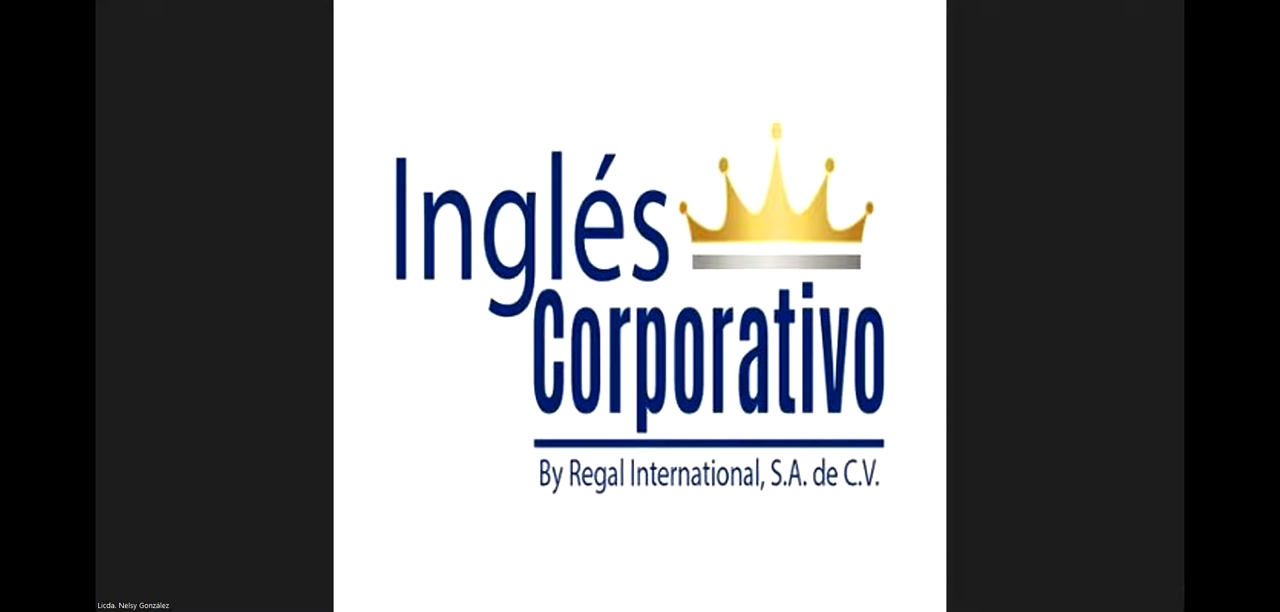 Inglés
Corporativo
By Regal International, S.A. de C.V.
Licda. Nelsy González